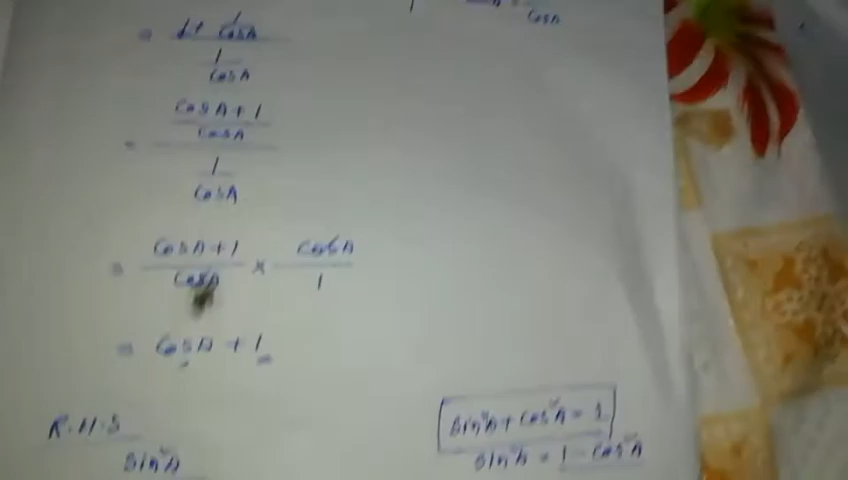 = 1 + 1/CosA
1/CosA
CosA
= CosA + 1/CosA
1/CosA
= CosA + 1/CosA × CosA/1
= CosA + 1
R.H.S
Sin²A + Cos²A = 1
Sin²A = 1 - Cos²A
Sin²A